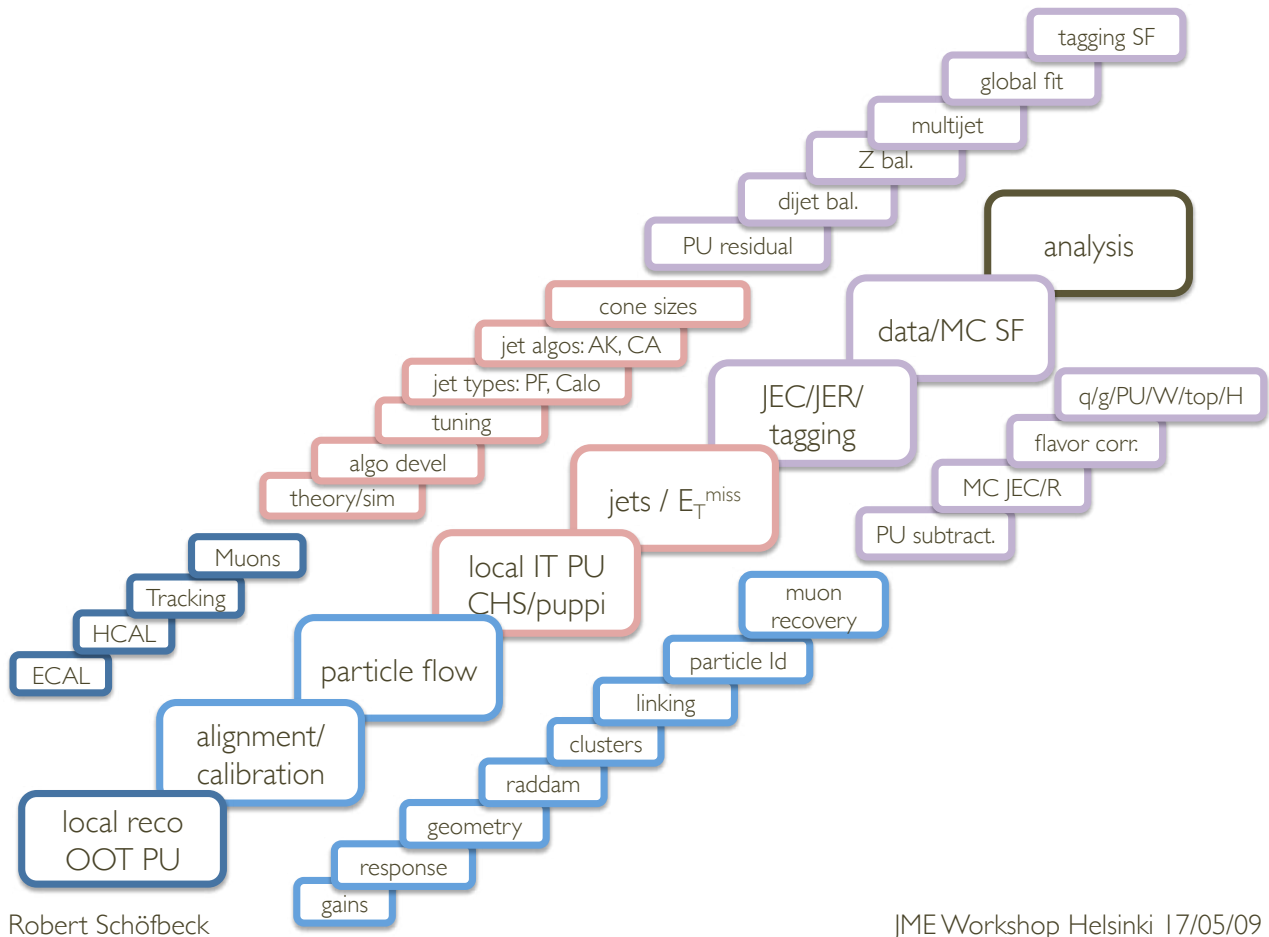 tagging SF
global fit
multijet
Z bal.
dijet bal.
PU residual
analysis
data/MC SF
JEC/JER/
tagging
jets / E_T^miss
local IT PU
CHS/puppi
particle flow
alignment/
calibration
local reco
OOT PU
cone sizes
jet algos: AK, CA
jet types: PF, Calo
tuning
algo devel
theory/sim
q/g/PU/W/top/H
flavor corr.
MC JEC/R
PU subtract.
Muons
Tracking
HCAL
ECAL
muon
recovery
particle Id
linking
clusters
raddam
geometry
response
gains
Robert Schöfbeck
JME Workshop Helsinki 17/05/09